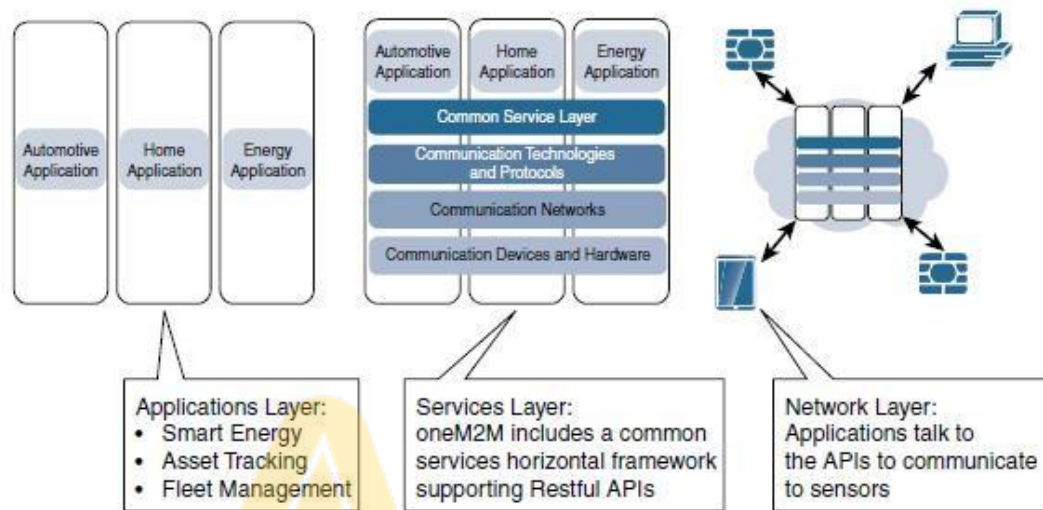 Automotive
Application
Home
Application
Energy
Application
Automotive
Application
Home
Application
Energy
Application
Common Service Layer
Communication Technologies
and Protocols
Communication Networks
Communication Devices and Hardware
Applications Layer:
• Smart Energy
• Asset Tracking
• Fleet Management
Services Layer:
oneM2M includes a common
services horizontal framework
supporting Restful APIs
Network Layer:
Applications talk to
the APIs to communicate
to sensors